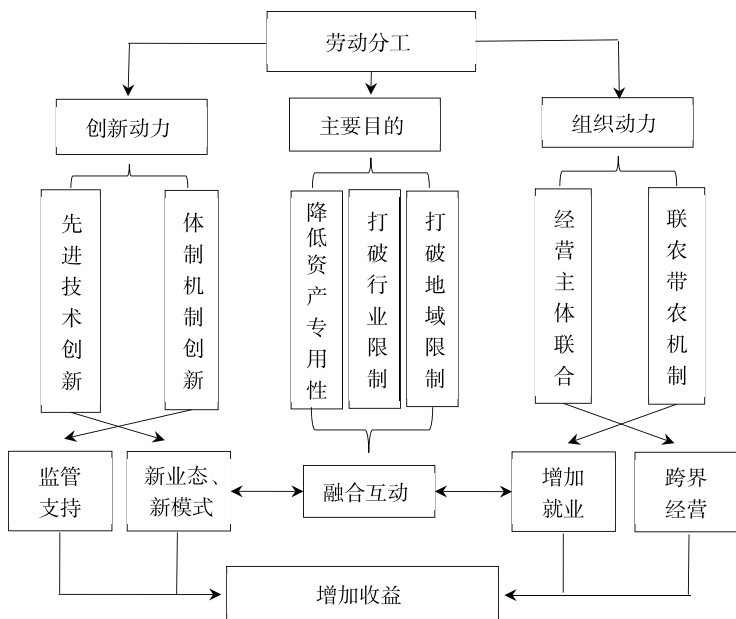 劳动分工
创新动力
主要目的
组织动力
先进技术创新
体制机制创新
降低资产专用性
打破行业限制
打破地域限制
经营主体联合
联农带农机制
监管
支持
新业态、
新模式
融合互动
增加
就业
跨界
经营
增加收益